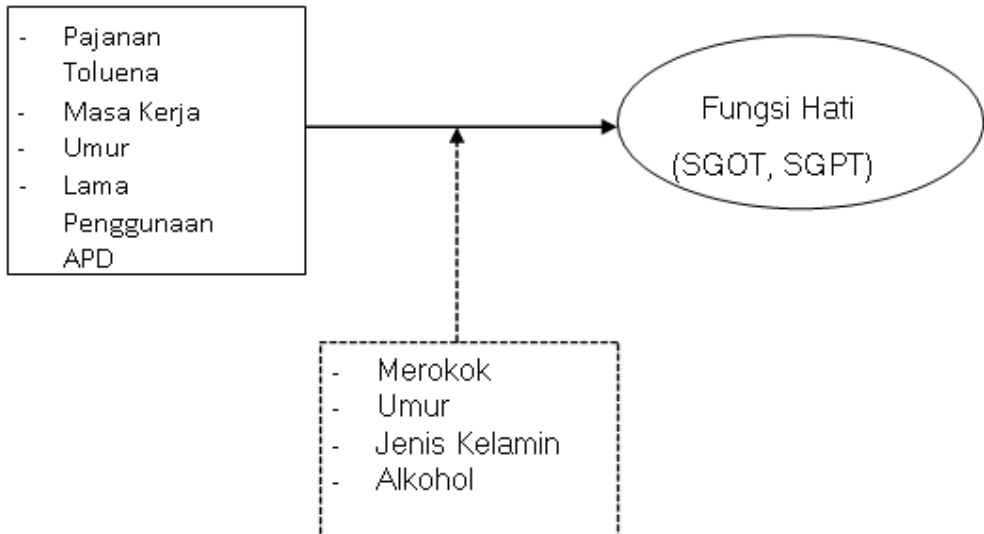 - Pajanan
Toluena
- Masa Kerja
- Umur
- Lama
Penggunaan
APD
Fungsi Hati
(SGOT, SGPT)
- Merokok
- Umur
- Jenis Kelamin
- Alkohol